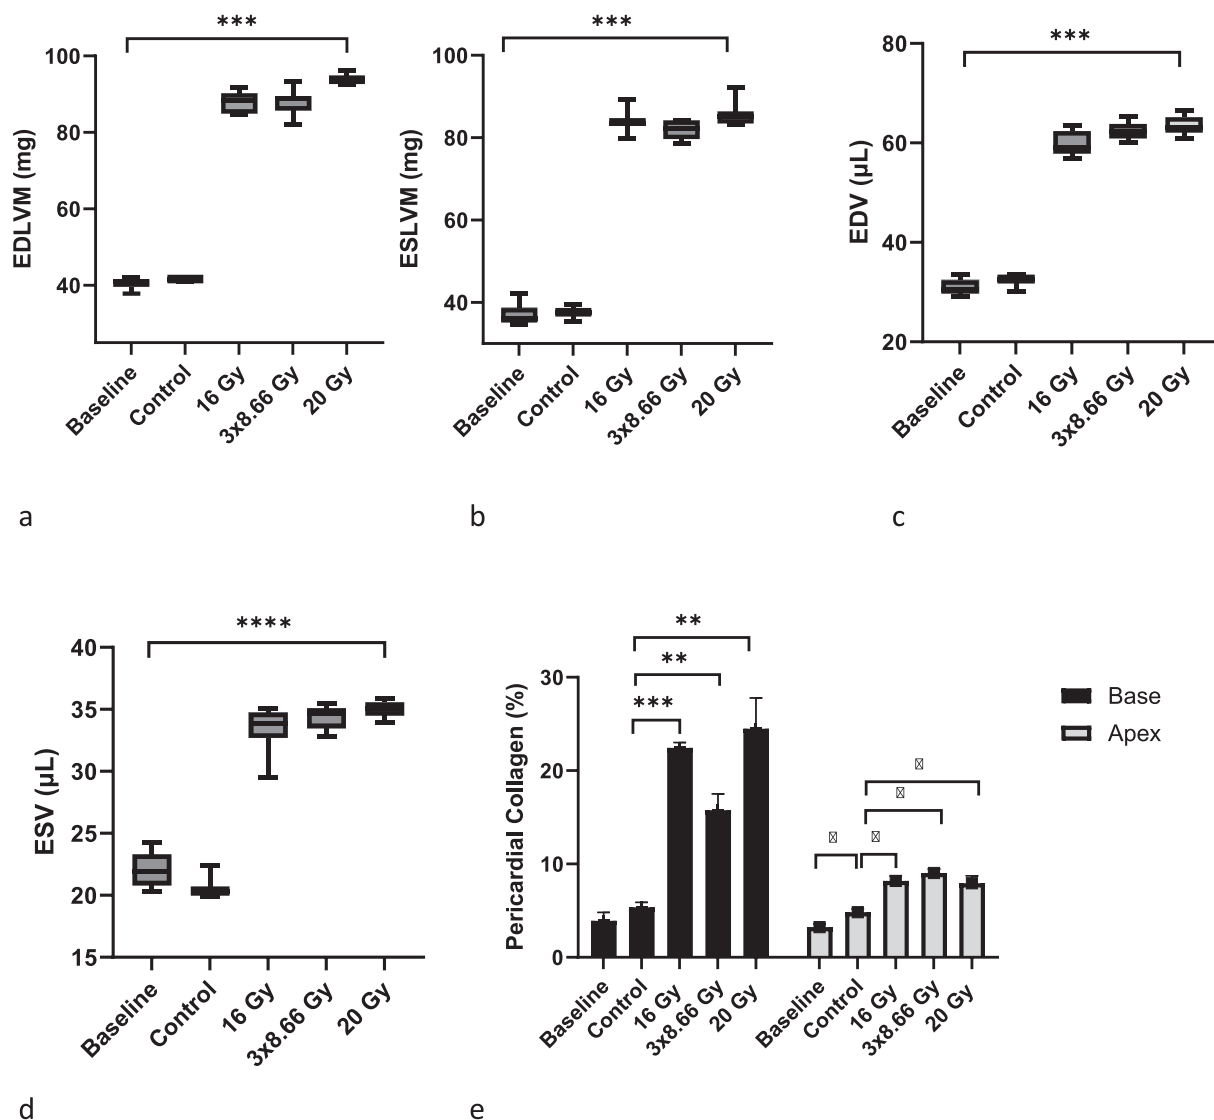 ***
EDLVM (mg)
100
80
60
40
Baseline
Control
16 Gy
3x8.66 Gy
20 Gy
a
***
ESLVM (mg)
100
80
60
40
Baseline
Control
16 Gy
3x8.66 Gy
20 Gy
b
***
EDV (µL)
80
60
40
20
Baseline
Control
16 Gy
3x8.66 Gy
20 Gy
c
****
ESV (µL)
40
35
30
25
20
15
Baseline
Control
16 Gy
3x8.66 Gy
20 Gy
d
**
**
***
Pericardial Collagen (%)
30
20
10
0
Baseline
Control
16 Gy
3x8.66 Gy
20 Gy
Baseline
Control
16 Gy
3x8.66 Gy
20 Gy
Base
Apex
e